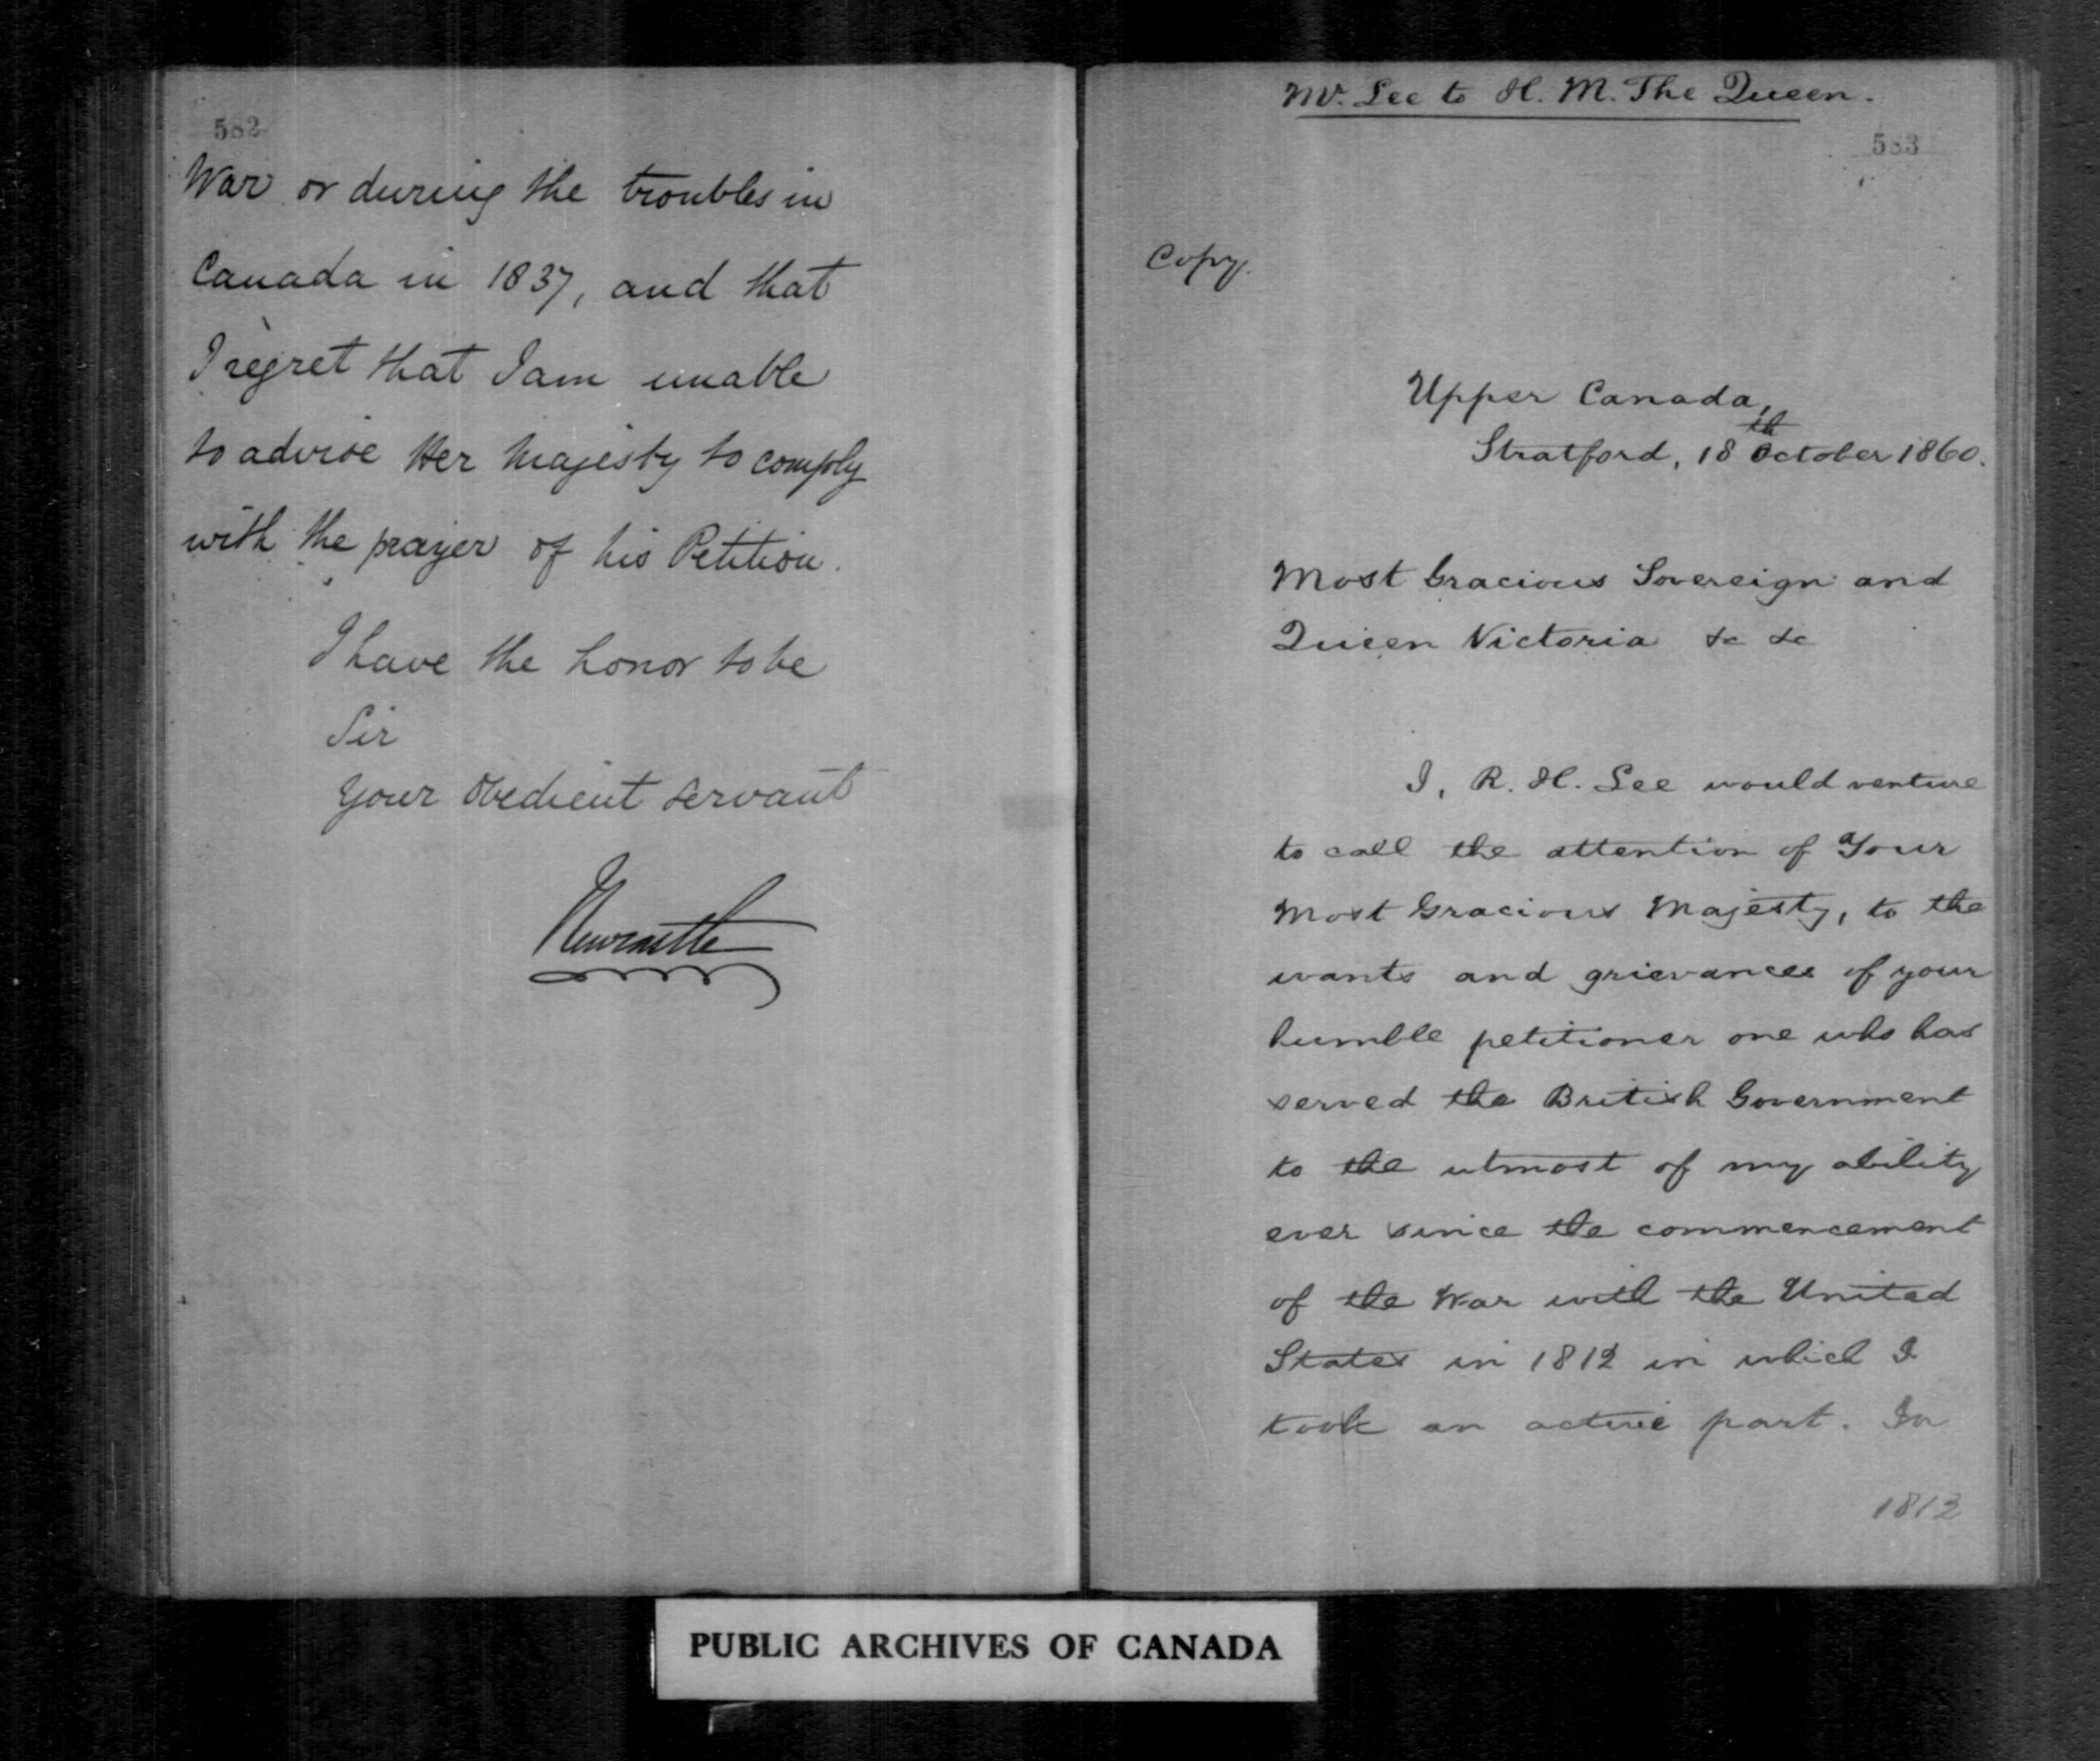 582
War or during the troubles in
Canada in 1837, and that
I regret that I am unable
to advise Her Majesty to comply
with the prayer of his Petition.
I have the honor to be
Sir
Your obedient servant
Newcastle
Mr. Lee to H. M. The Queen.
583
Copy.
Upper Canada,
Stratford, 18th October 1860.
Most Gracious Sovereign and
Queen Victoria &c &c
I, R. H. Lee would venture
to call the attention of Your
Most Gracious Majesty, to the
wants and grievances of your
humble petitioner one who has
served the British Government
to the utmost of my ability
ever since the commencement
of the War with the United
States in 1812 in which I
took an active part. In
1813
PUBLIC ARCHIVES OF CANADA